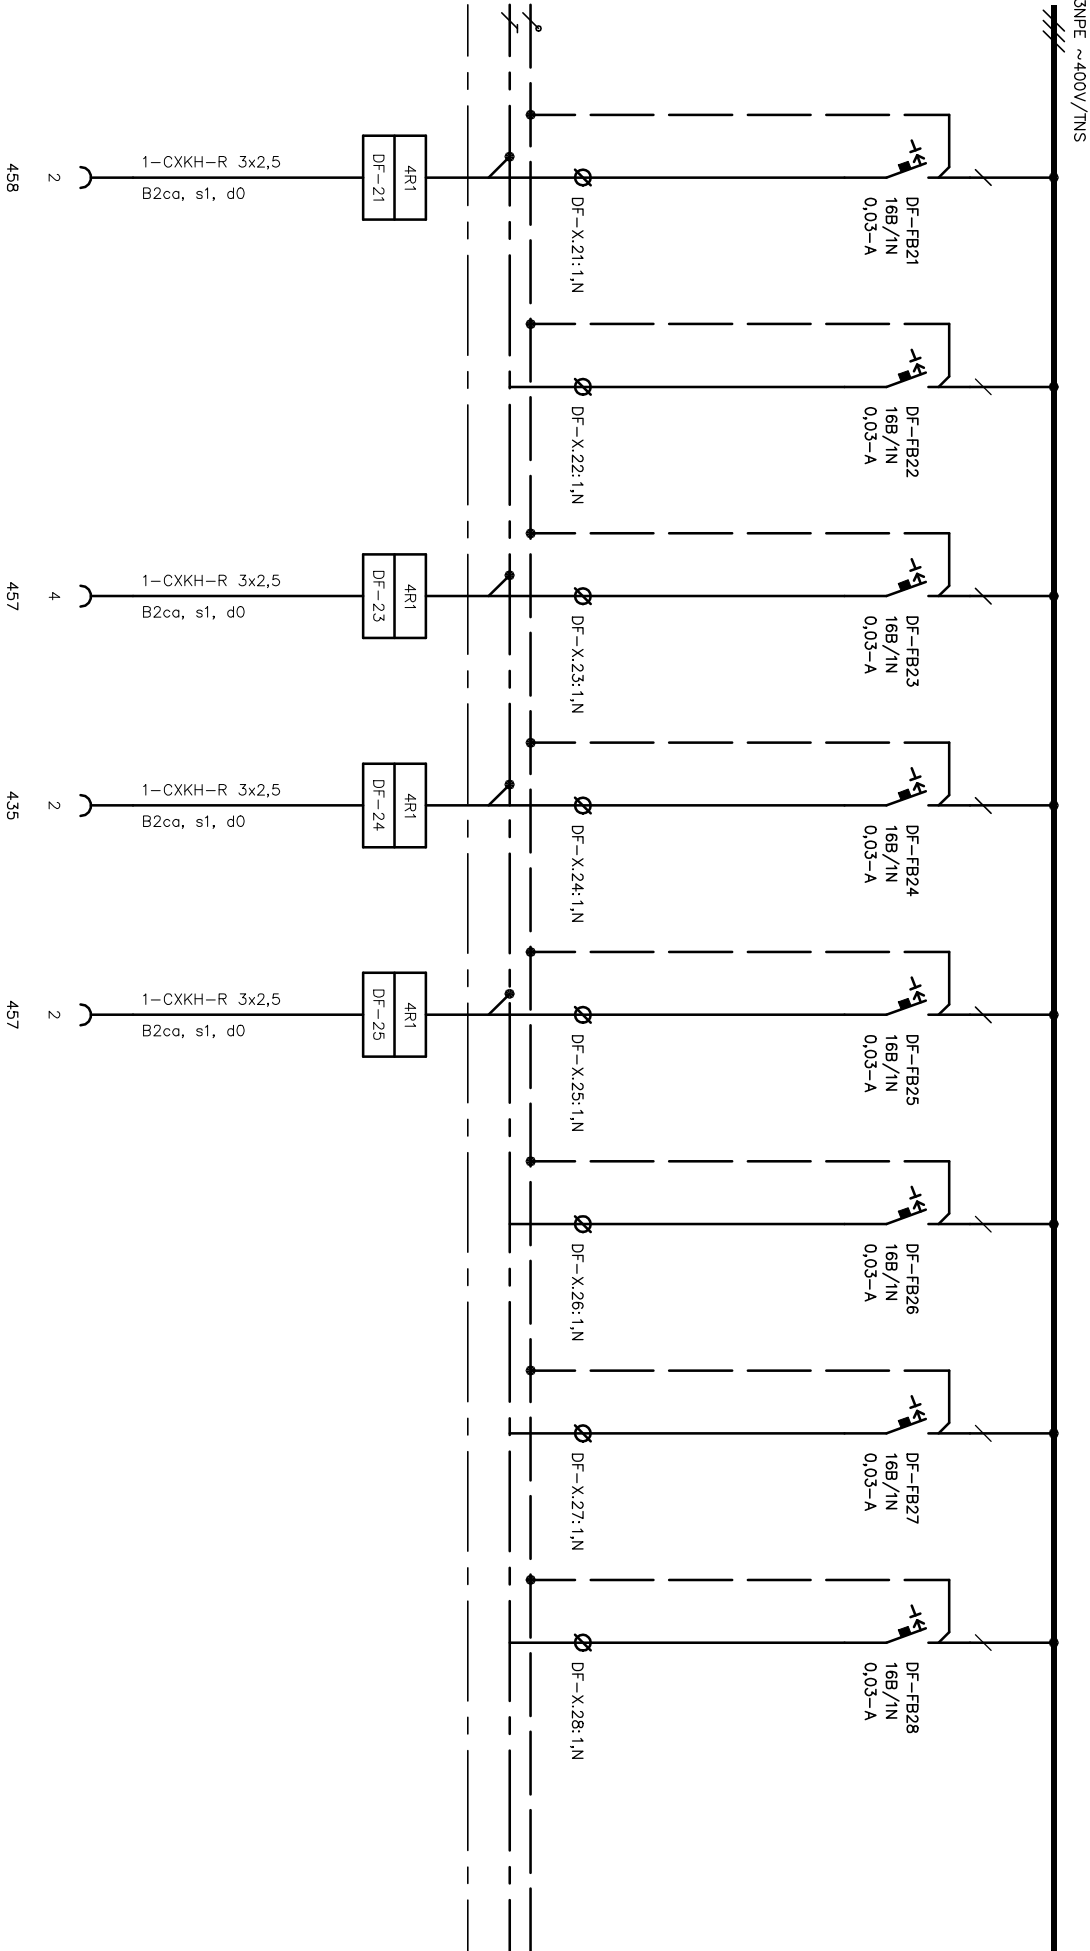 3NPE ~400V/TNS
DF-FB21
16B/1N
0,03-A
DF-X.21:1,N
4R1
DF-21
1-CXKH-R 3x2,5
B2ca, s1, d0
2
458
DF-FB22
16B/1N
0,03-A
DF-X.22:1,N
DF-FB23
16B/1N
0,03-A
DF-X.23:1,N
4R1
DF-23
1-CXKH-R 3x2,5
B2ca, s1, d0
4
457
DF-FB24
16B/1N
0,03-A
DF-X.24:1,N
4R1
DF-24
1-CXKH-R 3x2,5
B2ca, s1, d0
2
435
DF-FB25
16B/1N
0,03-A
DF-X.25:1,N
4R1
DF-25
1-CXKH-R 3x2,5
B2ca, s1, d0
2
457
DF-FB26
16B/1N
0,03-A
DF-X.26:1,N
DF-FB27
16B/1N
0,03-A
DF-X.27:1,N
DF-FB28
16B/1N
0,03-A
DF-X.28:1,N